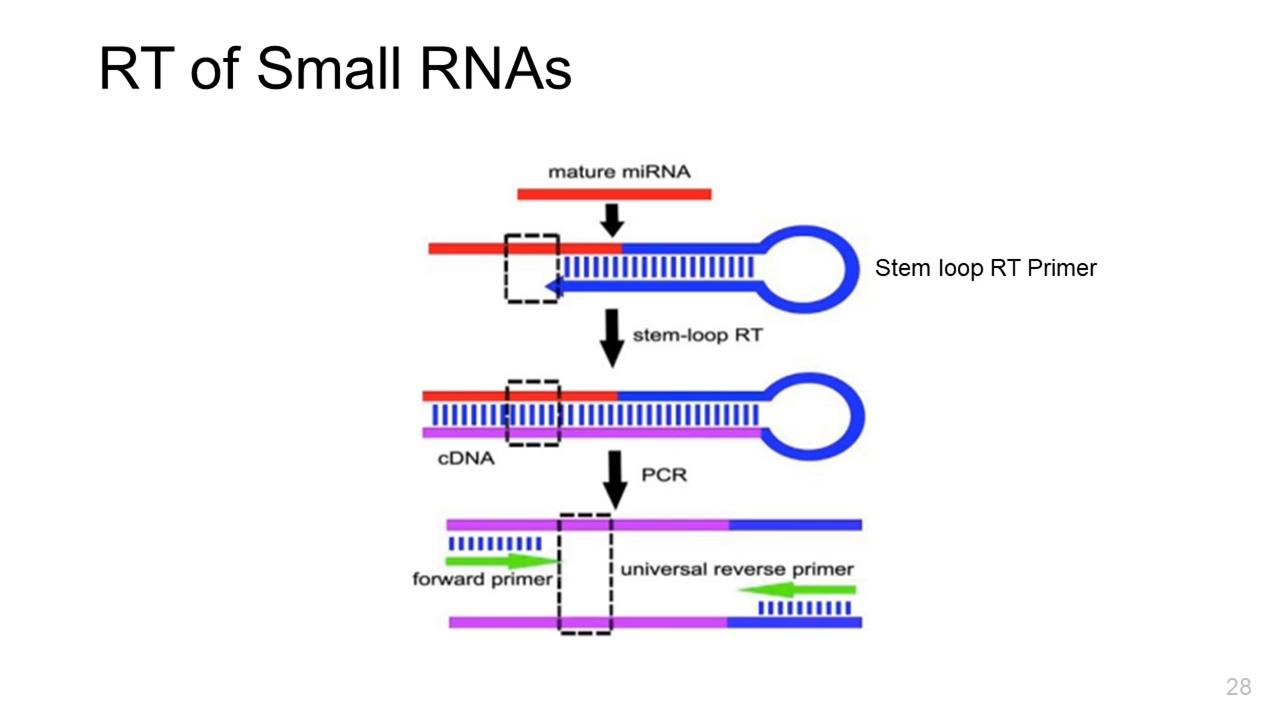 RT of Small RNAs
mature miRNA
Stem loop RT Primer
stem-loop RT
cDNA
PCR
forward primer
universal reverse primer
28